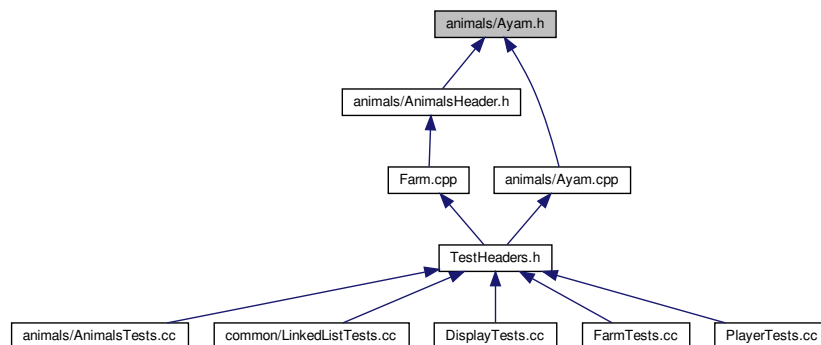 animals/Ayam.h
animals/AnimalsHeader.h
Farm.cpp
animals/Ayam.cpp
TestHeaders.h
animals/AnimalsTests.cc
common/LinkedListTests.cc
DisplayTests.cc
FarmTests.cc
PlayerTests.cc